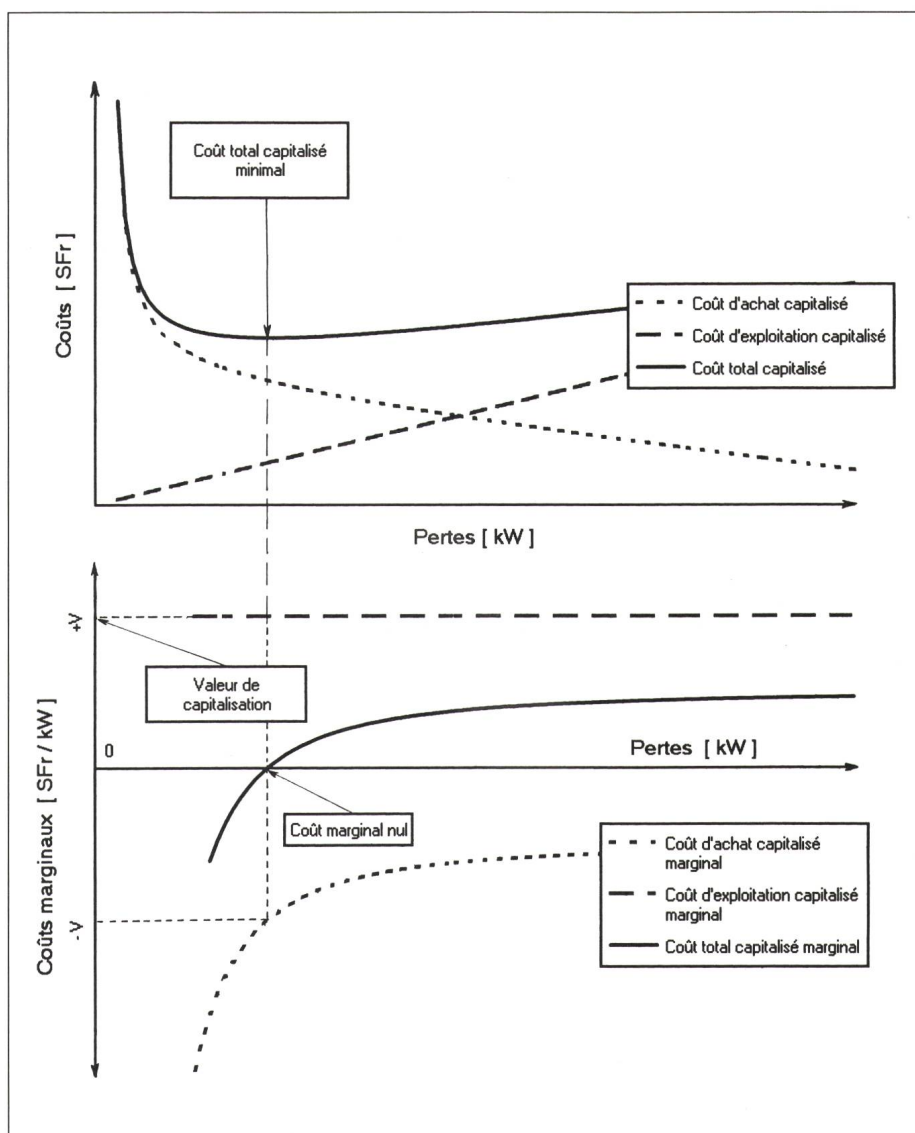 Coûts [ SFr]
Coût total capitalisé
minimal
Coût d'achat capitalisé
Coût d'exploitation capitalisé
Coût total capitalisé
Pertes [ kW ]
Coûts marginaux [ SFr / kW]
+V
Valeur de
capitalisation
0
Pertes [ kW ]
Coût marginal nul
- V
Coût d'achat capitalisé
marginal
Coût d'exploitation capitalisé
marginal
Coût total capitalisé marginal